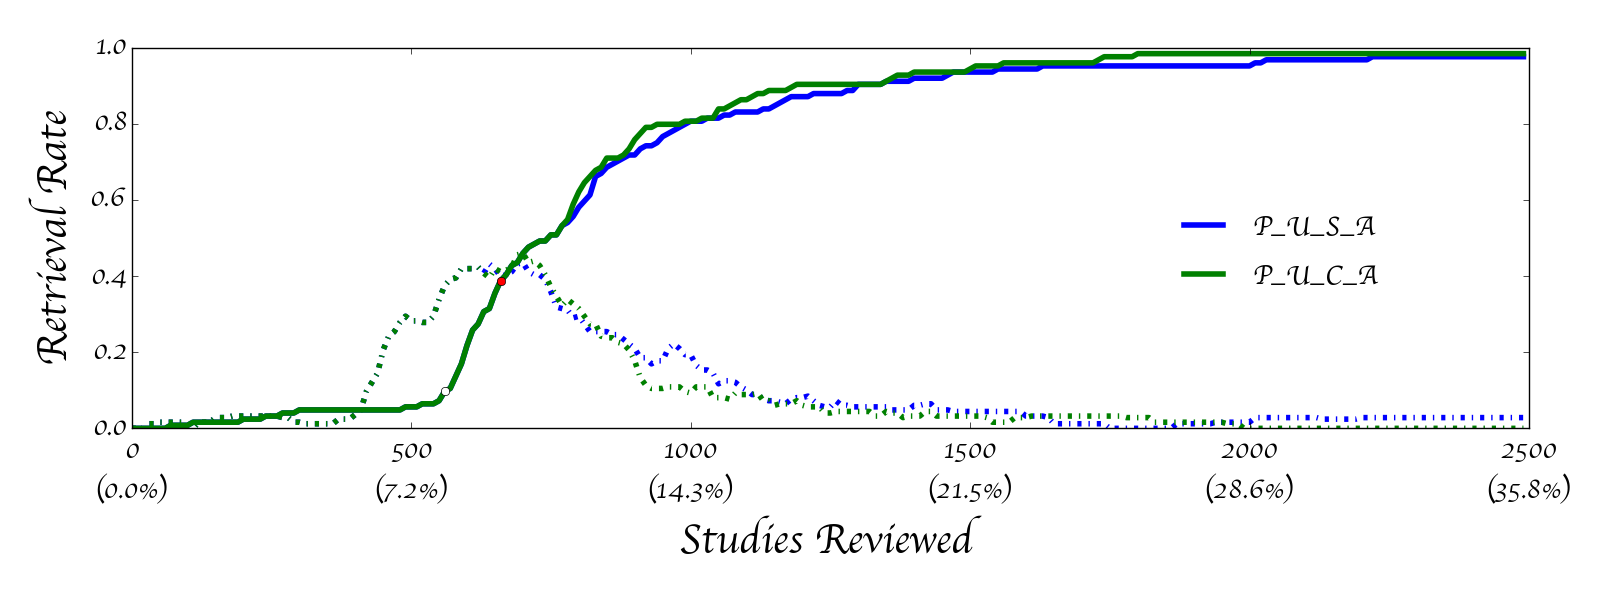 Retrieval Rate
1.0
0.8
0.6
0.4
0.2
0.0
P_U_S_A
P_U_C_A
0 500 1000 1500 2000 2500
(0.0%) (7.2%) (14.3%) (21.5%) (28.6%) (35.8%)
Studies Reviewed